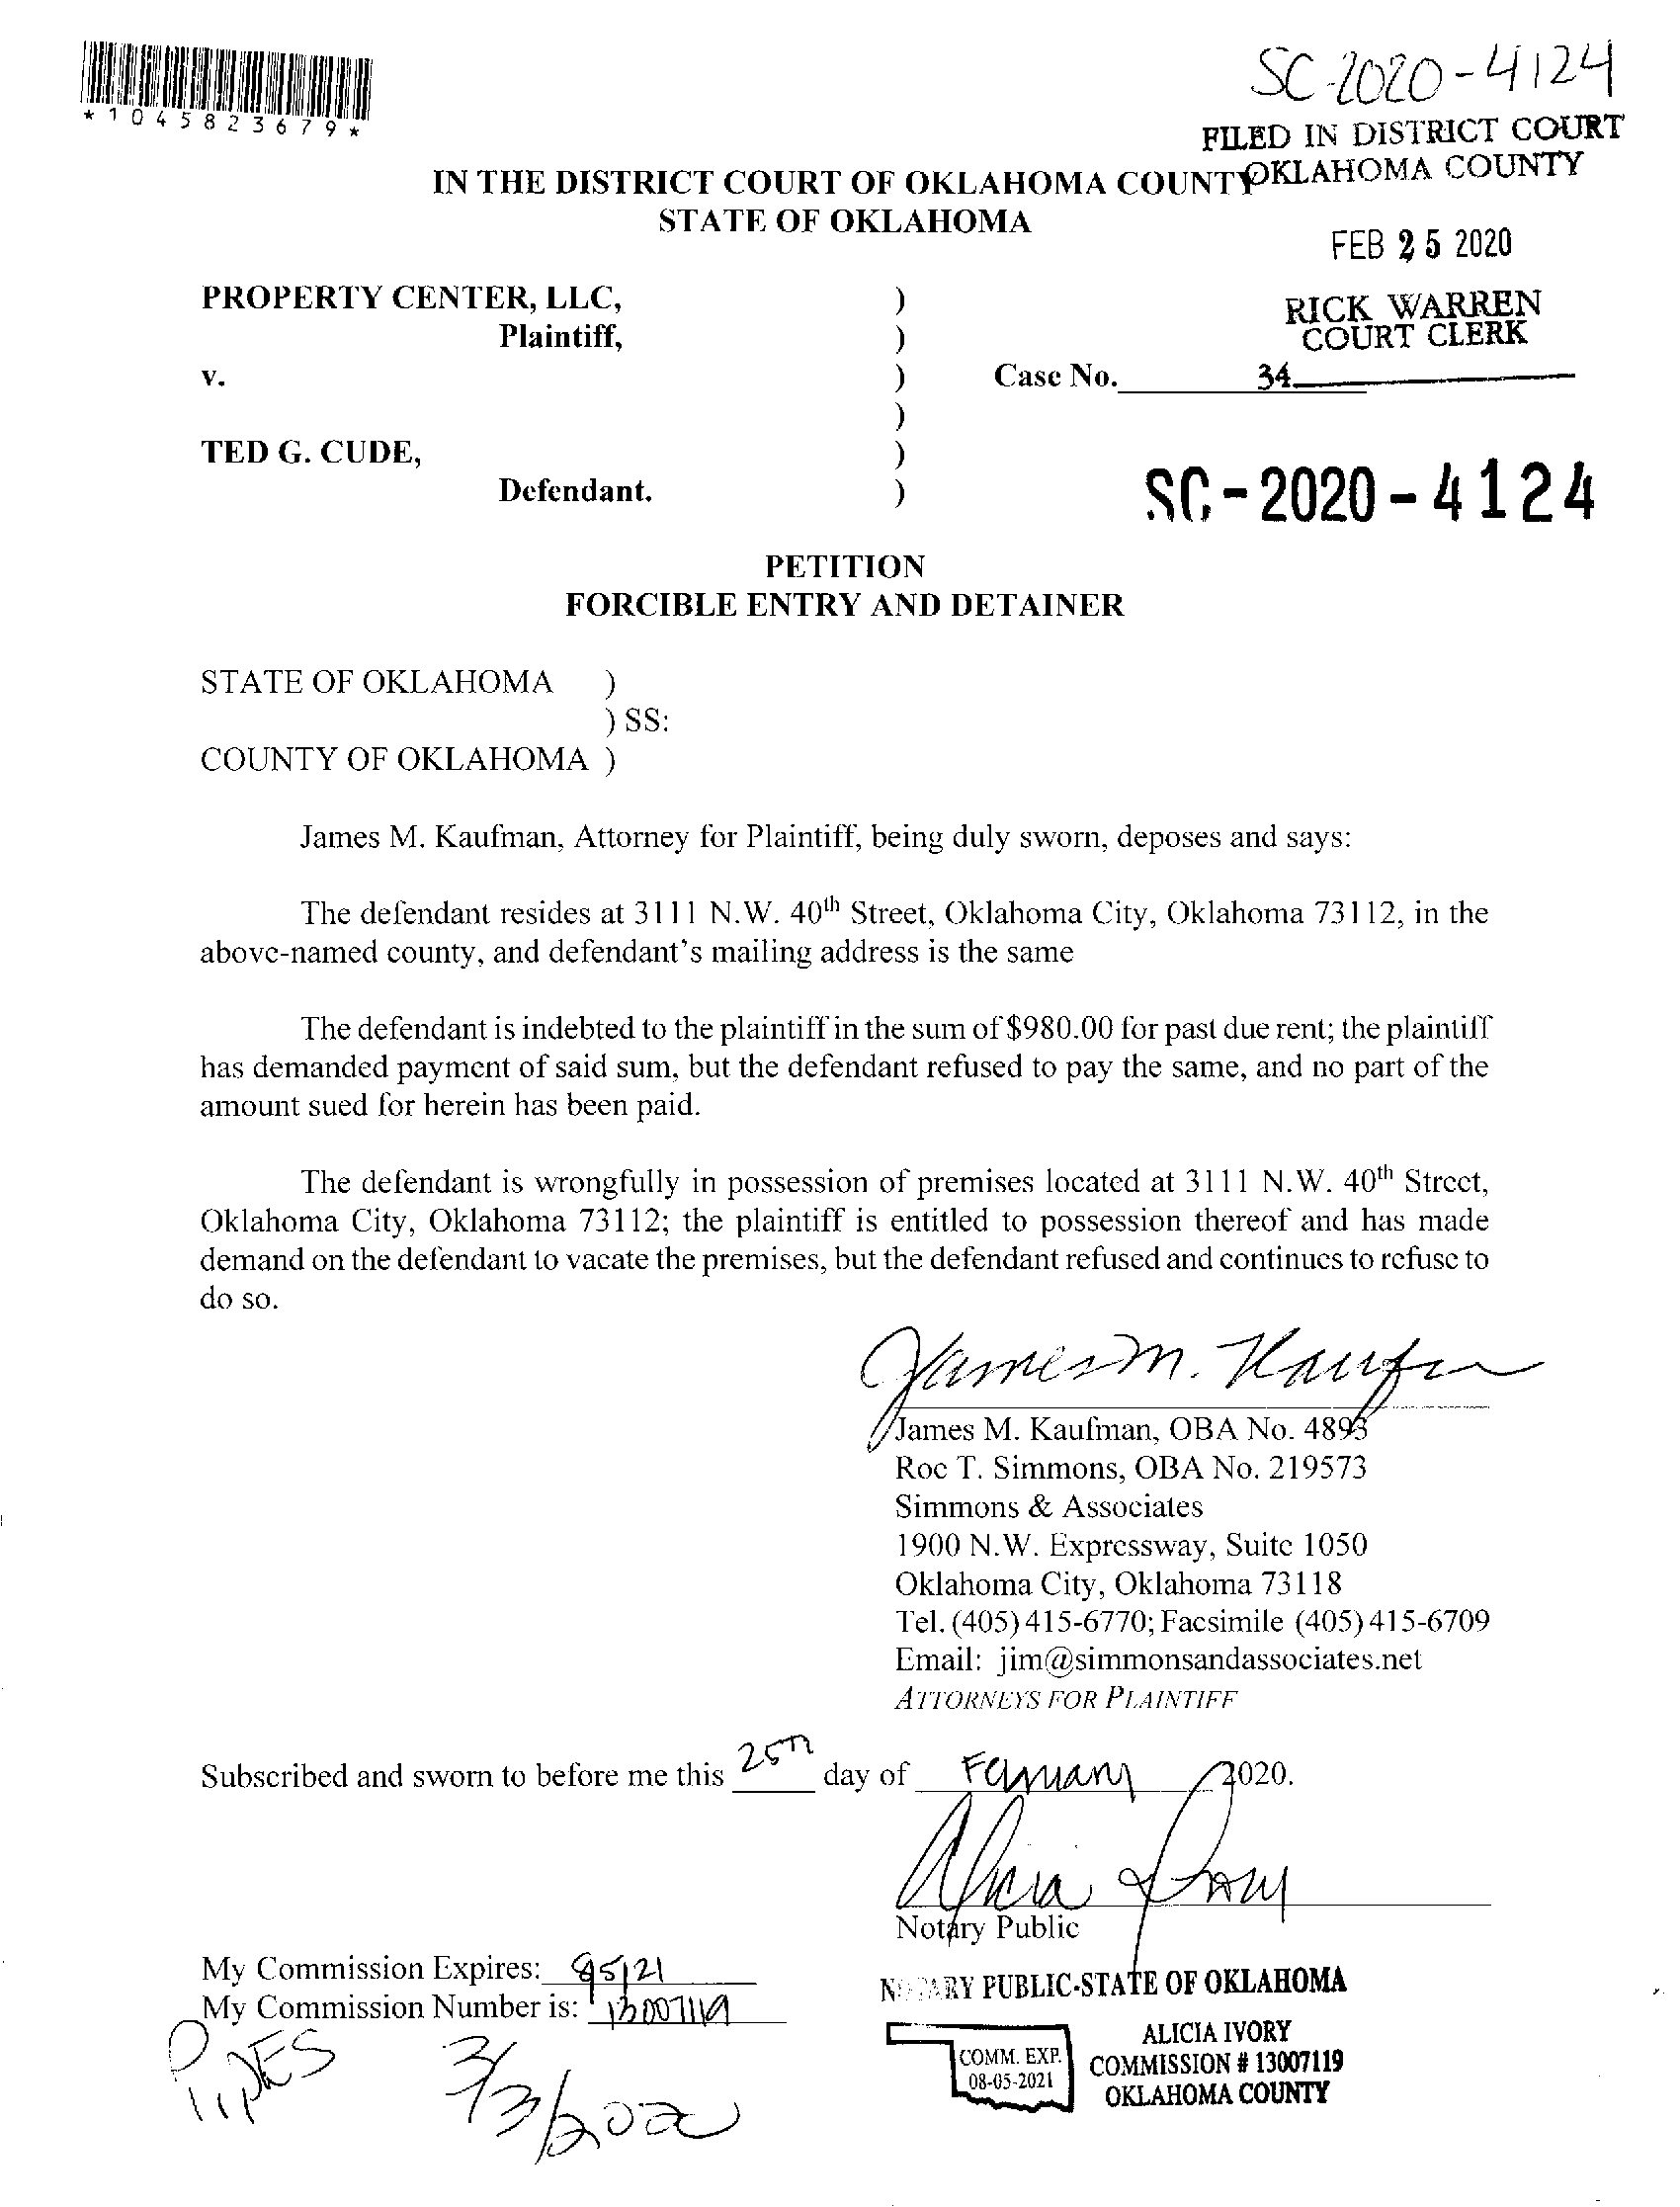 SC-2020-4124
*1045823679*
FILED IN DISTRICT COURT
OKLAHOMA COUNTY
IN THE DISTRICT COURT OF OKLAHOMA COUNTY
STATE OF OKLAHOMA
FEB 25 2020
PROPERTY CENTER, LLC, )
Plaintiff, )
RICK WARREN
COURT CLERK
v. ) Case No. 34
)
TED G. CUDE, )
Defendant. )
SC-2020-4124
PETITION
FORCIBLE ENTRY AND DETAINER
STATE OF OKLAHOMA )
) SS:
COUNTY OF OKLAHOMA )
James M. Kaufman, Attorney for Plaintiff, being duly sworn, deposes and says:
The defendant resides at 3111 N.W. 40th Street, Oklahoma City, Oklahoma 73112, in the
above-named county, and defendant's mailing address is the same
The defendant is indebted to the plaintiff in the sum of $980.00 for past due rent; the plaintiff
has demanded payment of said sum, but the defendant refused to pay the same, and no part of the
amount sued for herein has been paid.
The defendant is wrongfully in possession of premises located at 3111 N.W. 40th Street,
Oklahoma City, Oklahoma 73112; the plaintiff is entitled to possession thereof and has made
demand on the defendant to vacate the premises, but the defendant refused and continues to refuse to
do so.
James M. Kaufman
James M. Kaufman, OBA No. 4893
Roe T. Simmons, OBA No. 219573
Simmons & Associates
1900 N.W. Expressway, Suite 1050
Oklahoma City, Oklahoma 73118
Tel. (405) 415-6770; Facsimile (405) 415-6709
Email: jim@simmonsandassociates.net
ATTORNEYS FOR PLAINTIFF
Subscribed and sworn to before me this 25th day of February 2020.
Alicia Ivory
Notary Public
My Commission Expires: 85/21
My Commission Number is: 13007119
NOTARY PUBLIC-STATE OF OKLAHOMA
ALICIA IVORY
COMM. EXP.
COMMISSION # 13007119
08-05-2021
OKLAHOMA COUNTY
PIPES
3/3/2020